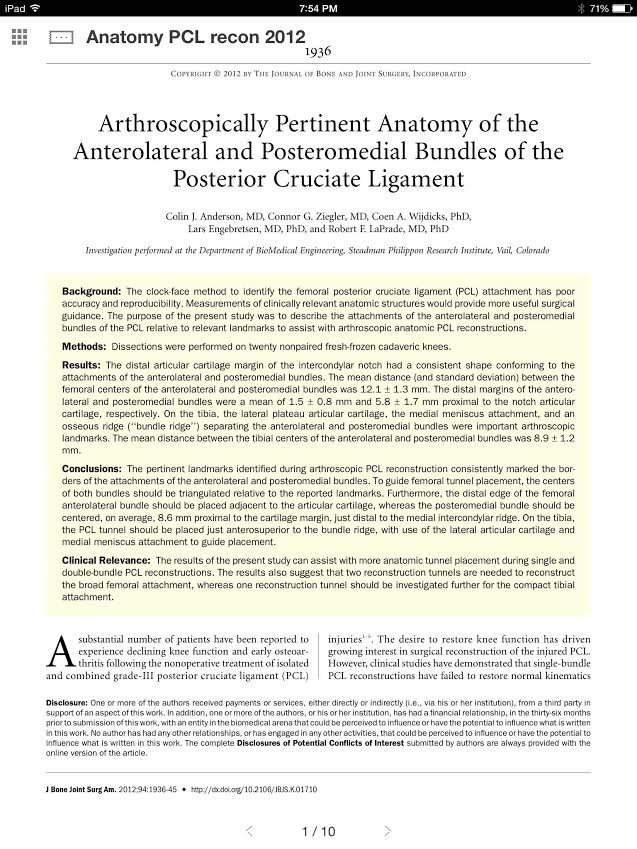 iPad 7:54 PM 71%
Anatomy PCL recon 2012
1936
COPYRIGHT © 2012 BY THE JOURNAL OF BONE AND JOINT SURGERY, INCORPORATED
Arthroscopically Pertinent Anatomy of the
Anterolateral and Posteromedial Bundles of the
Posterior Cruciate Ligament
Colin J. Anderson, MD, Connor G. Ziegler, MD, Coen A. Wijdicks, PhD,
Lars Engebretsen, MD, PhD, and Robert F. LaPrade, MD, PhD
Investigation performed at the Department of BioMedical Engineering, Steadman Philippon Research Institute, Vail, Colorado
Background: The clock-face method to identify the femoral posterior cruciate ligament (PCL) attachment has poor
accuracy and reproducibility. Measurements of clinically relevant anatomic structures would provide more useful surgical
guidance. The purpose of the present study was to describe the attachments of the anterolateral and posteromedial
bundles of the PCL relative to relevant landmarks to assist with arthroscopic anatomic PCL reconstructions.
Methods: Dissections were performed on twenty nonpaired fresh-frozen cadaveric knees.
Results: The distal articular cartilage margin of the intercondylar notch had a consistent shape conforming to the
attachments of the anterolateral and posteromedial bundles. The mean distance (and standard deviation) between the
femoral centers of the anterolateral and posteromedial bundles was 12.1 ± 1.3 mm. The distal margins of the antero-
lateral and posteromedial bundles were a mean of 1.5 ± 0.8 mm and 5.8 ± 1.7 mm proximal to the notch articular
cartilage, respectively. On the tibia, the lateral plateau articular cartilage, the medial meniscus attachment, and an
osseous ridge ("bundle ridge") separating the anterolateral and posteromedial bundles were important arthroscopic
landmarks. The mean distance between the tibial centers of the anterolateral and posteromedial bundles was 8.9 ± 1.2
mm.
Conclusions: The pertinent landmarks identified during arthroscopic PCL reconstruction consistently marked the bor-
ders of the attachments of the anterolateral and posteromedial bundles. To guide femoral tunnel placement, the centers
of both bundles should be triangulated relative to the reported landmarks. Furthermore, the distal edge of the femoral
anterolateral bundle should be placed adjacent to the articular cartilage, whereas the posteromedial bundle should be
centered, on average, 8.6 mm proximal to the cartilage margin, just distal to the medial intercondylar ridge. On the tibia,
the PCL tunnel should be placed just anterosuperior to the bundle ridge, with use of the lateral articular cartilage and
medial meniscus attachment to guide placement.
Clinical Relevance: The results of the present study can assist with more anatomic tunnel placement during single and
double-bundle PCL reconstructions. The results also suggest that two reconstruction tunnels are needed to reconstruct
the broad femoral attachment, whereas one reconstruction tunnel should be investigated further for the compact tibial
attachment.
A substantial number of patients have been reported to
experience declining knee function and early osteoar-
thritis following the nonoperative treatment of isolated
and combined grade-III posterior cruciate ligament (PCL)
injuries1-5. The desire to restore knee function has driven
growing interest in surgical reconstruction of the injured PCL.
However, clinical studies have demonstrated that single-bundle
PCL reconstructions have failed to restore normal kinematics
Disclosure: One or more of the authors received payments or services, either directly or indirectly (i.e., via his or her institution), from a third party in
support of an aspect of this work. In addition, one or more of the authors, or his or her institution, has had a financial relationship, in the thirty-six months
prior to submission of this work, with an entity in the biomedical arena that could be perceived to influence or have the potential to influence what is written
in this work. No author has had any other relationships, or has engaged in any other activities, that could be perceived to influence or have the potential to
influence what is written in this work. The complete Disclosures of Potential Conflicts of Interest submitted by authors are always provided with the
online version of the article.
J Bone Joint Surg Am. 2012;94:1936-45 • http://dx.doi.org/10.2106/JBJS.K.01710
1 / 10